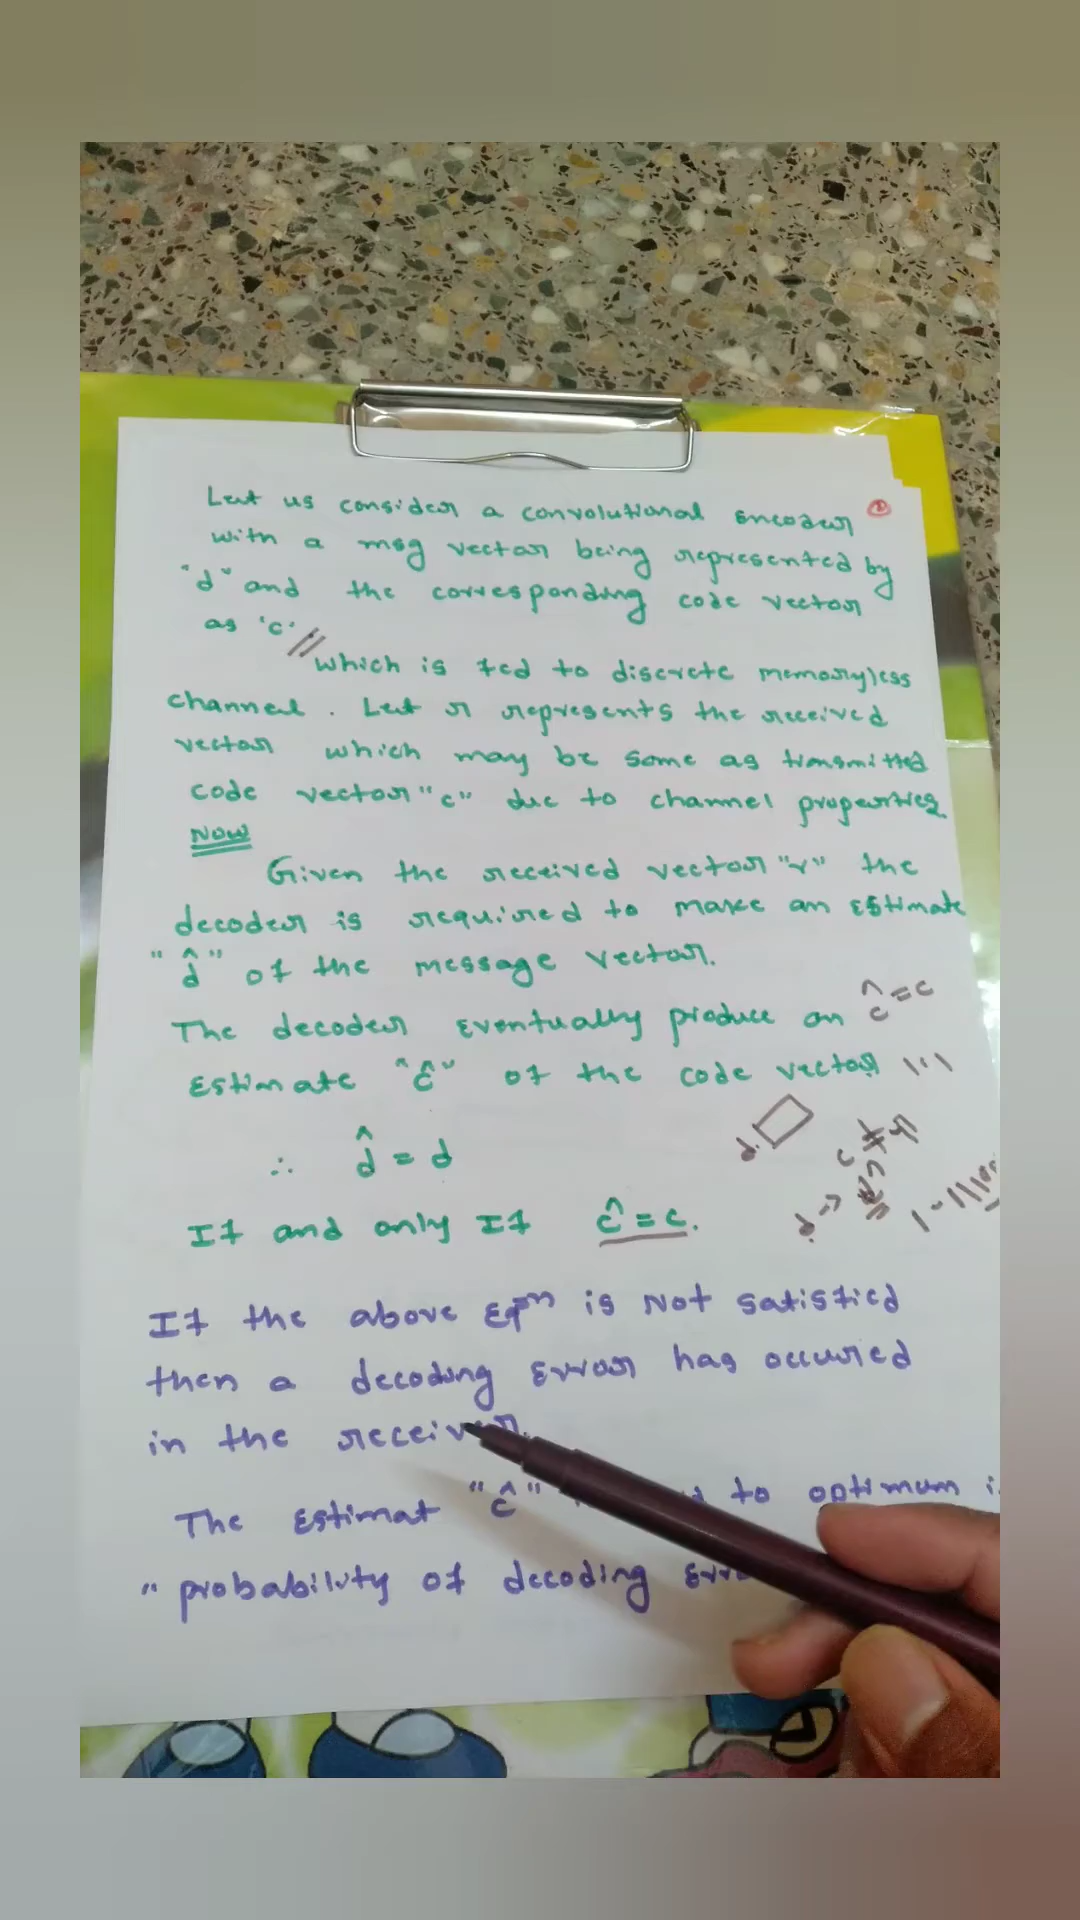 Let us consider a convolutional encoder
with a msg vector being represented by
"d" and the corresponding code vector
as 'c'
which is fed to discrete memoryless
channel. Let r represents the received
vector which may be same as transmitted
code vector "c" due to channel properties
NOW
Given the received vector "r" the
decoder is required to make an Estimate
"d̂" of the message vector.
The decoder eventually produce an ĉ = c
Estimate "ĉ" of the code vector
∴ d̂ = d
c ≠ r
If and only If ĉ = c.
If the above Eqn is Not satisfied
then a decoding Error has occured
in the receiver.
The Estimat "ĉ" to optimum
"probability of decoding